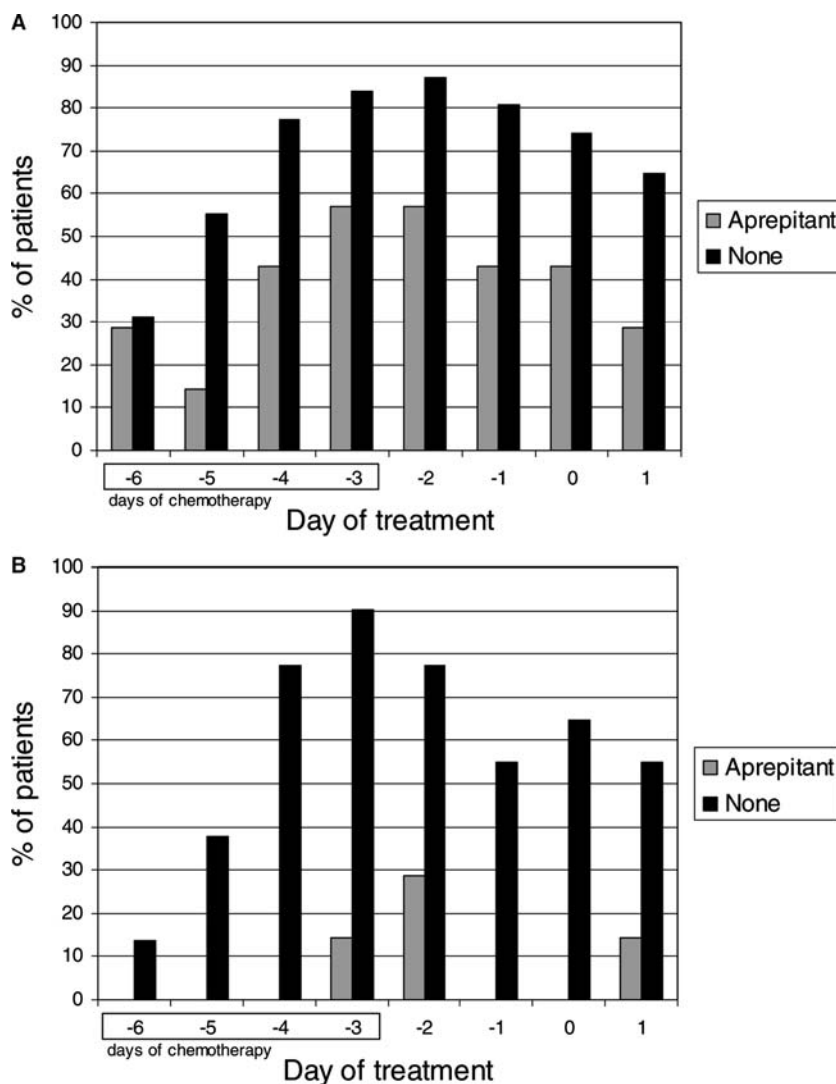 A
100
90
80
70
60
50
40
30
20
10
0
% of patients
-6 -5 -4 -3 -2 -1 0 1
days of chemotherapy
Day of treatment
Aprepitant
None
B
100
90
80
70
60
50
40
30
20
10
0
% of patients
-6 -5 -4 -3 -2 -1 0 1
days of chemotherapy
Day of treatment
Aprepitant
None